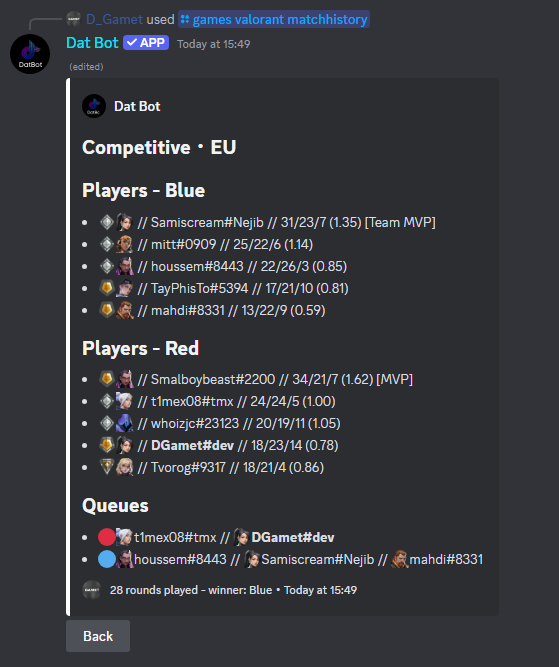 D_Gamet used games valorant matchhistory
Dat Bot ✓ APP Today at 15:49
DatBot
(edited)
Dat Bot
Competitive • EU
Players - Blue
• // Samiscream#Nejib // 31/23/7 (1.35) [Team MVP]
• // mitt#0909 // 25/22/6 (1.14)
• // houssem#8443 // 22/26/3 (0.85)
• // TayPhisTo#5394 // 17/21/10 (0.81)
• // mahdi#8331 // 13/22/9 (0.59)
Players - Red
• // Smalboybeast#2200 // 34/21/7 (1.62) [MVP]
• // t1mex08#tmx // 24/24/5 (1.00)
• // whoizjc#23123 // 20/19/11 (1.05)
• // DGamet#dev // 18/23/14 (0.78)
• // Tvorog#9317 // 18/21/4 (0.86)
Queues
• t1mex08#tmx // DGamet#dev
• houssem#8443 // Samiscream#Nejib // mahdi#8331
28 rounds played - winner: Blue • Today at 15:49
Back